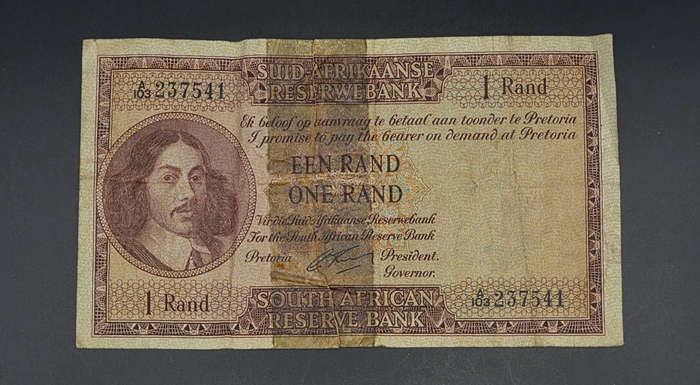 SUID-AFRIKAANSE
RESERWEBANK
A/103 237541
1 Rand
Ek beloof op aanvraag te betaal aan toonder te Pretoria
I promise to pay the bearer on demand at Pretoria
EEN RAND
ONE RAND
Vir die Suid-Afrikaanse Reserwebank
For the South African Reserve Bank
Pretoria
President.
Governor.
1 Rand
A/103 237541
SOUTH AFRICAN
RESERVE BANK